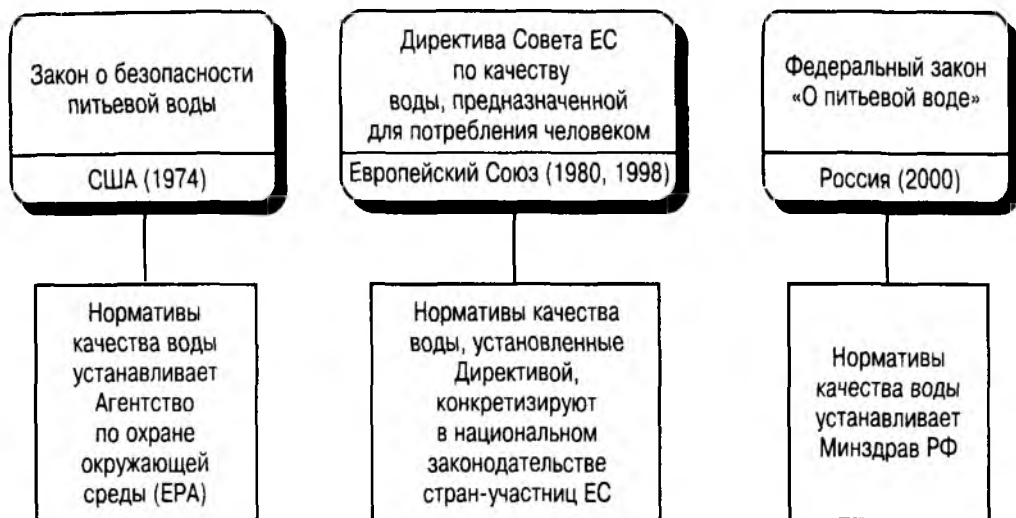 Закон о безопасности
питьевой воды
США (1974)
Директива Совета ЕС
по качеству
воды, предназначенной
для потребления человеком
Европейский Союз (1980, 1998)
Федеральный закон
«О питьевой воде»
Россия (2000)
Нормативы
качества воды
устанавливает
Агентство
по охране
окружающей
среды (EPA)
Нормативы качества
воды, установленные
Директивой,
конкретизируют
в национальном
законодательстве
стран-участниц ЕС
Нормативы
качества воды
устанавливает
Минздрав РФ